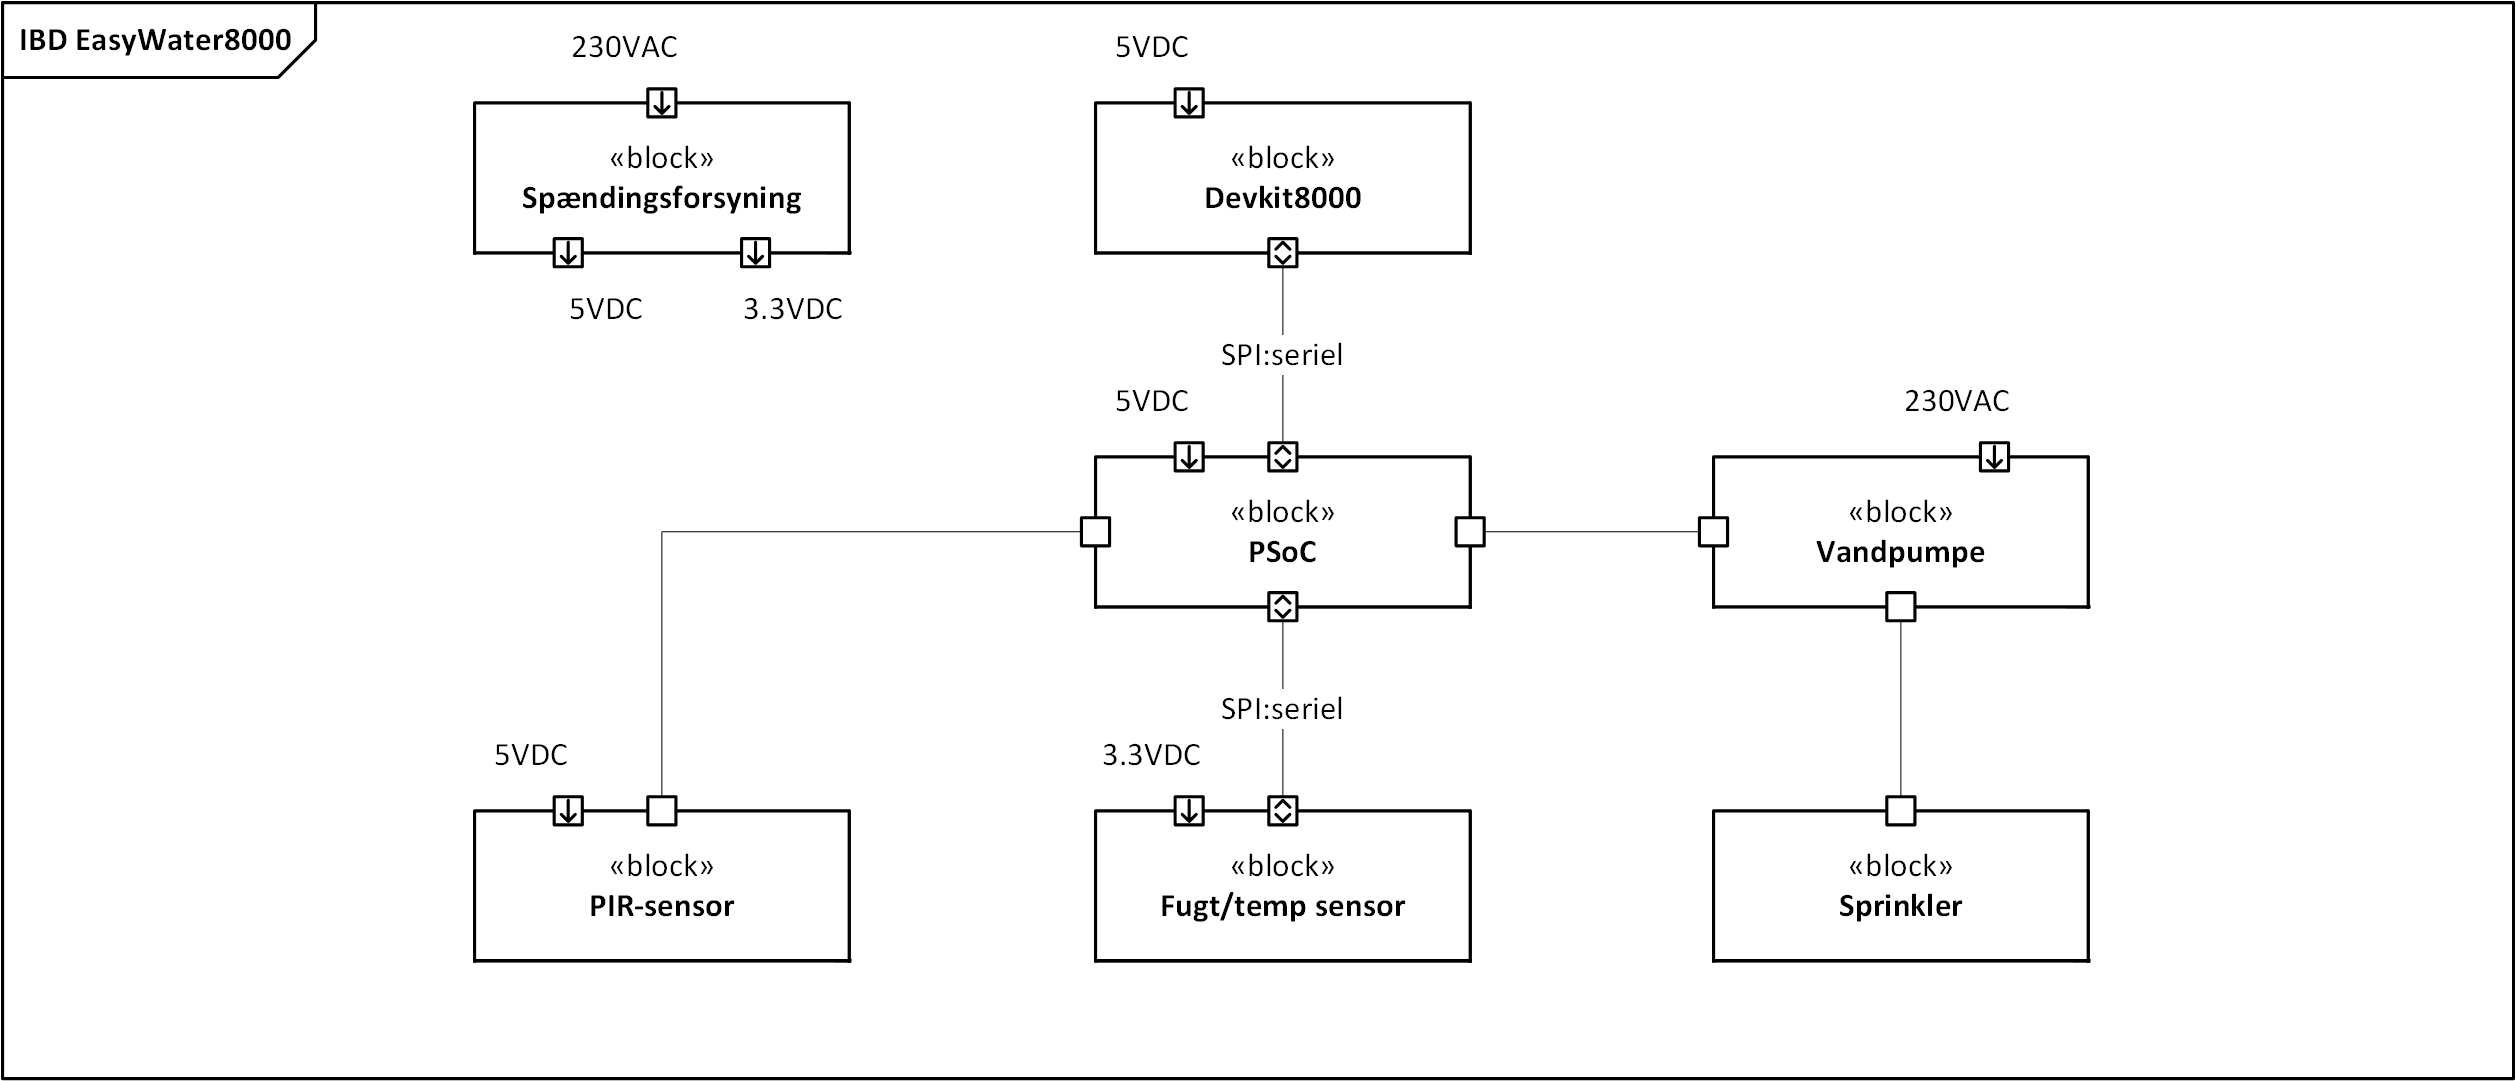 IBD EasyWater8000
230VAC
5VDC
«block»
Spændingsforsyning
«block»
Devkit8000
5VDC
3.3VDC
SPI:seriel
5VDC
230VAC
«block»
PSoC
«block»
Vandpumpe
SPI:seriel
5VDC
3.3VDC
«block»
PIR-sensor
«block»
Fugt/temp sensor
«block»
Sprinkler